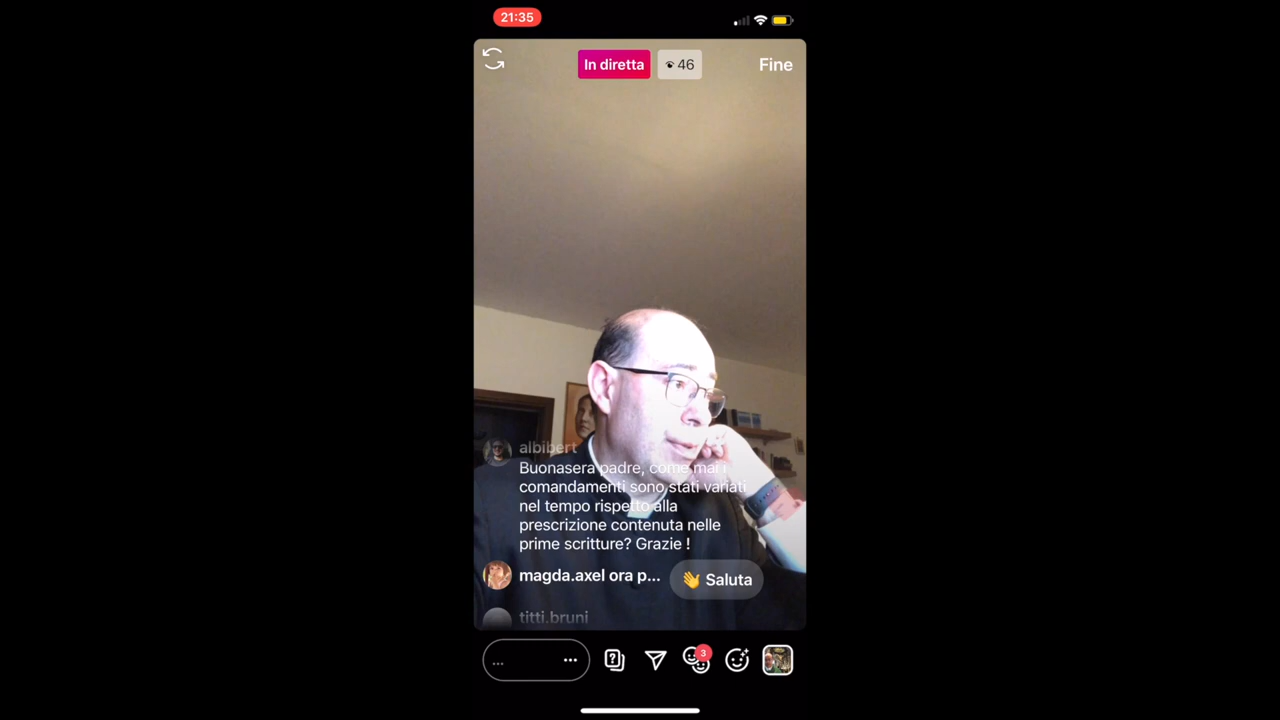 21:35
In diretta
46
Fine
albibert
Buonasera padre, come mai i
comandamenti sono stati variati
nel tempo rispetto alla
prescrizione contenuta nelle
prime scritture? Grazie !
magda.axel ora p...
👋 Saluta
titti.bruni
...
3